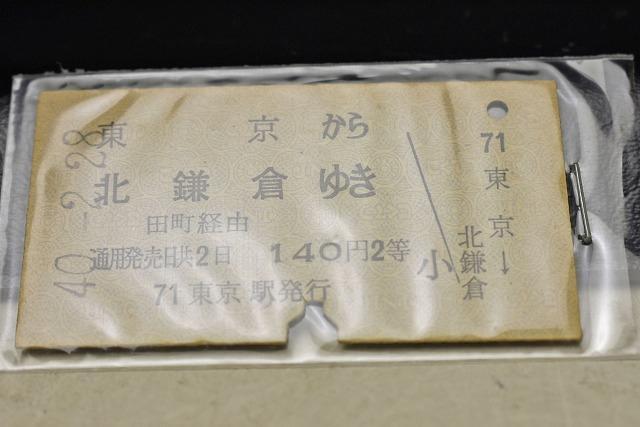 東京から
北鎌倉ゆき
田町経由
通用発売日共2日 140円2等
71 東京駅発行
40-2.28
小
71 東京→北鎌倉